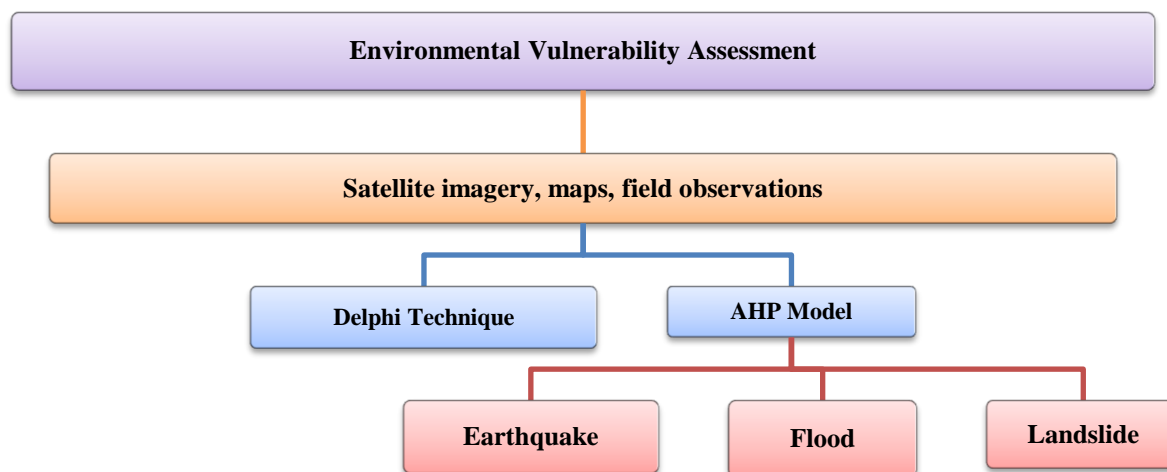 Environmental Vulnerability Assessment
Satellite imagery, maps, field observations
Delphi Technique
AHP Model
Earthquake
Flood
Landslide